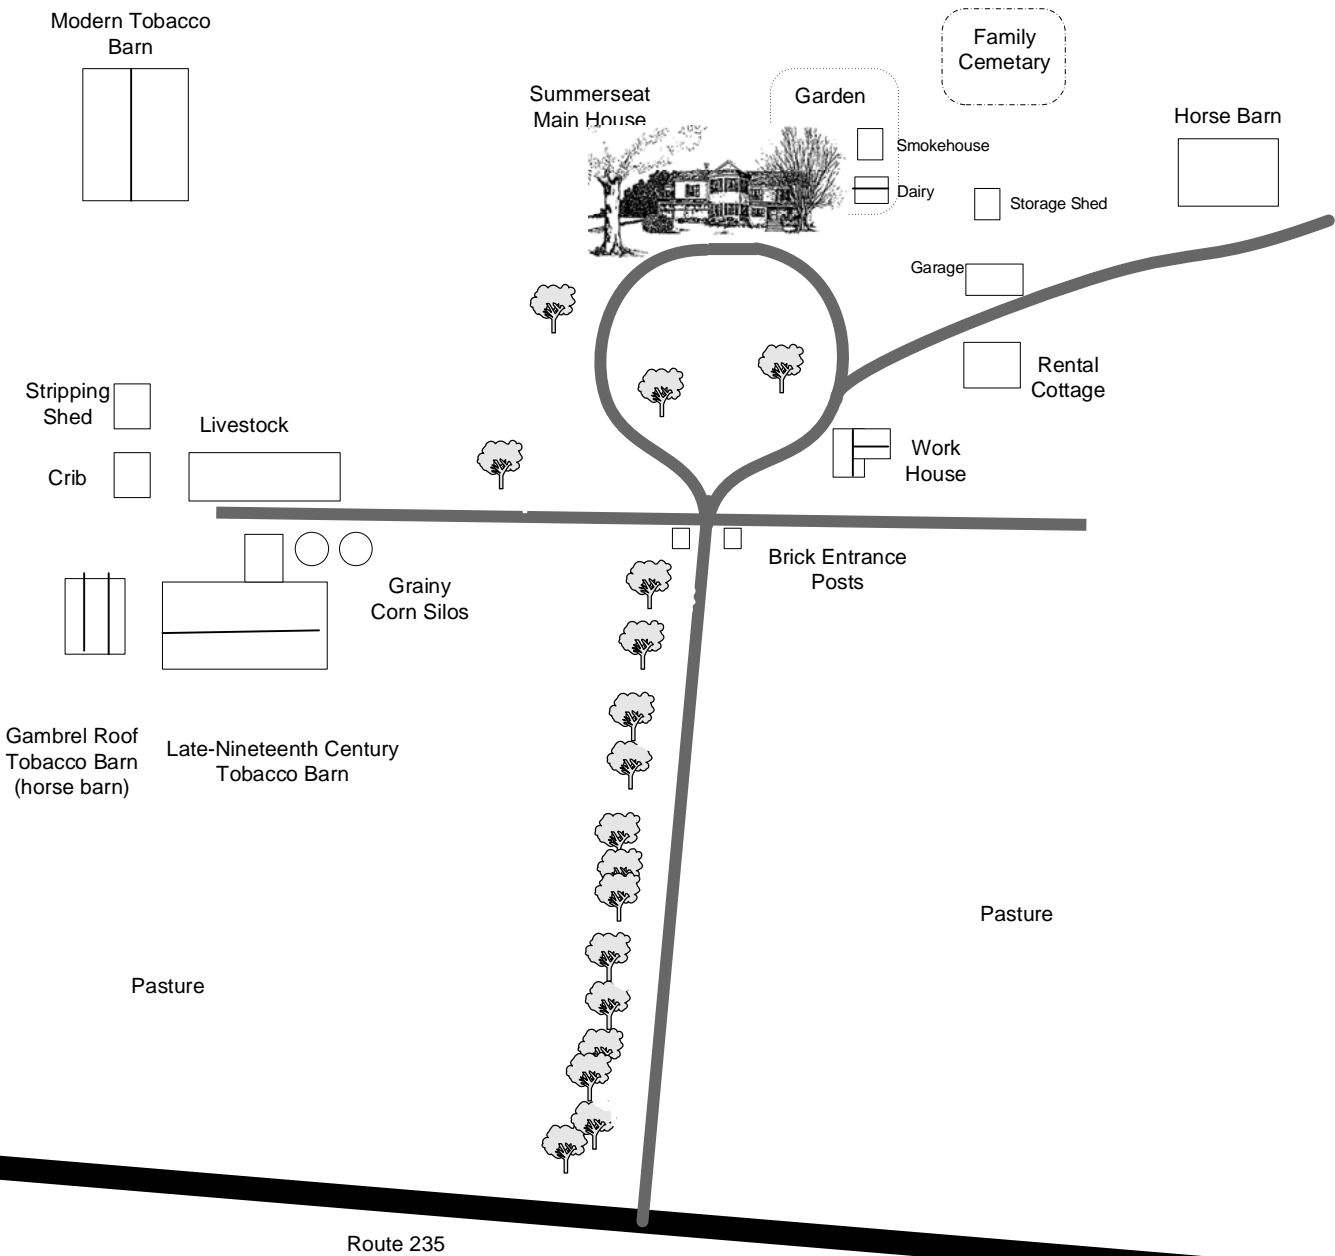 Modern Tobacco
Barn
Family
Cemetary
Summerseat
Main House
Garden
Horse Barn
Smokehouse
Dairy
Storage Shed
Garage
Rental
Cottage
Stripping
Shed
Livestock
Crib
Work
House
Brick Entrance
Posts
Grainy
Corn Silos
Gambrel Roof
Tobacco Barn
(horse barn)
Late-Nineteenth Century
Tobacco Barn
Pasture
Pasture
Route 235